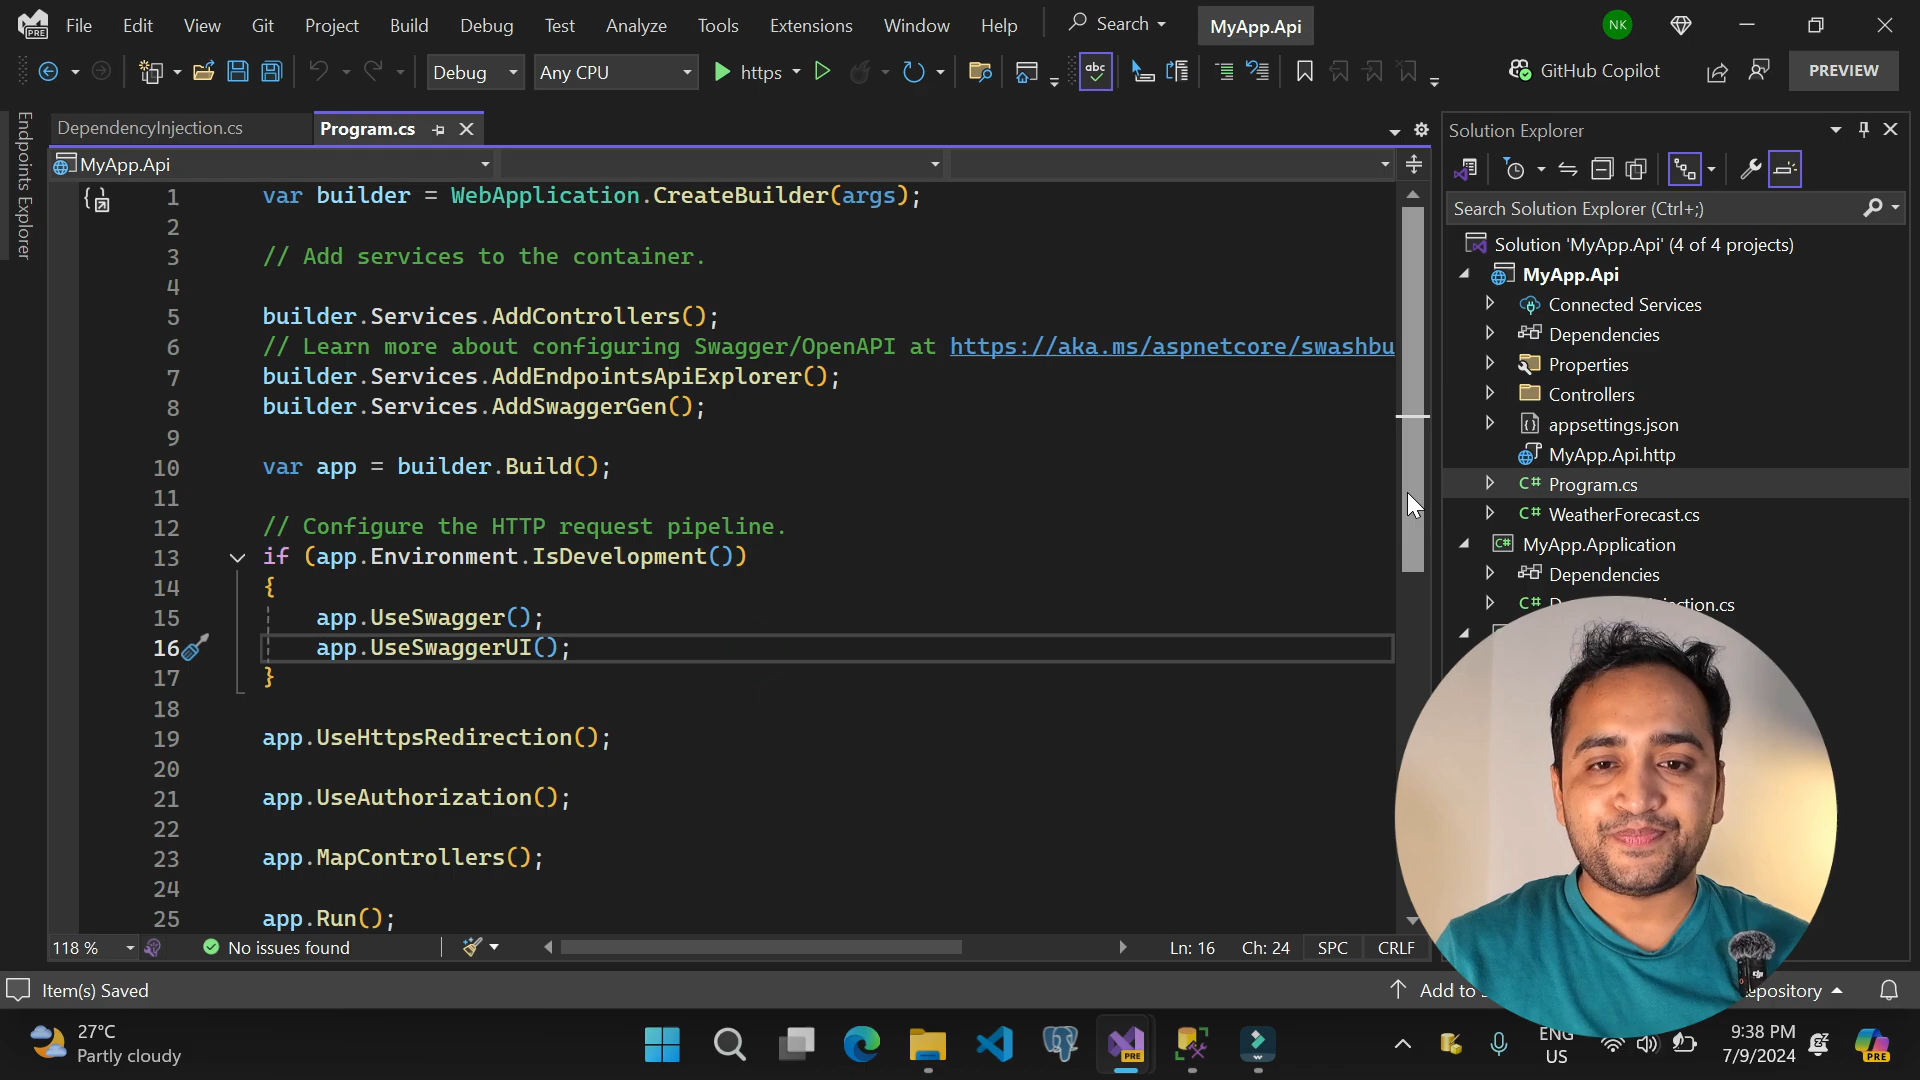 File Edit View Git Project Build Debug Test Analyze Tools Extensions Window Help Search MyApp.Api NK
PRE
Debug Any CPU https abc GitHub Copilot PREVIEW
Endpoints Explorer
DependencyInjection.cs Program.cs
MyApp.Api
1 var builder = WebApplication.CreateBuilder(args);
2
3 // Add services to the container.
4
5 builder.Services.AddControllers();
6 // Learn more about configuring Swagger/OpenAPI at https://aka.ms/aspnetcore/swashbu
7 builder.Services.AddEndpointsApiExplorer();
8 builder.Services.AddSwaggerGen();
9
10 var app = builder.Build();
11
12 // Configure the HTTP request pipeline.
13 if (app.Environment.IsDevelopment())
14 {
15 app.UseSwagger();
16 app.UseSwaggerUI();
17 }
18
19 app.UseHttpsRedirection();
20
21 app.UseAuthorization();
22
23 app.MapControllers();
24
25 app.Run();
118 % No issues found Ln: 16 Ch: 24 SPC CRLF
Solution Explorer
Search Solution Explorer (Ctrl+;)
Solution 'MyApp.Api' (4 of 4 projects)
MyApp.Api
Connected Services
Dependencies
Properties
Controllers
appsettings.json
MyApp.Api.http
C# Program.cs
C# WeatherForecast.cs
C# MyApp.Application
Dependencies
C# ction.cs
Item(s) Saved Add to epository
27°C
Partly cloudy
PRE
ENG
US
9:38 PM
7/9/2024
PRE
dji